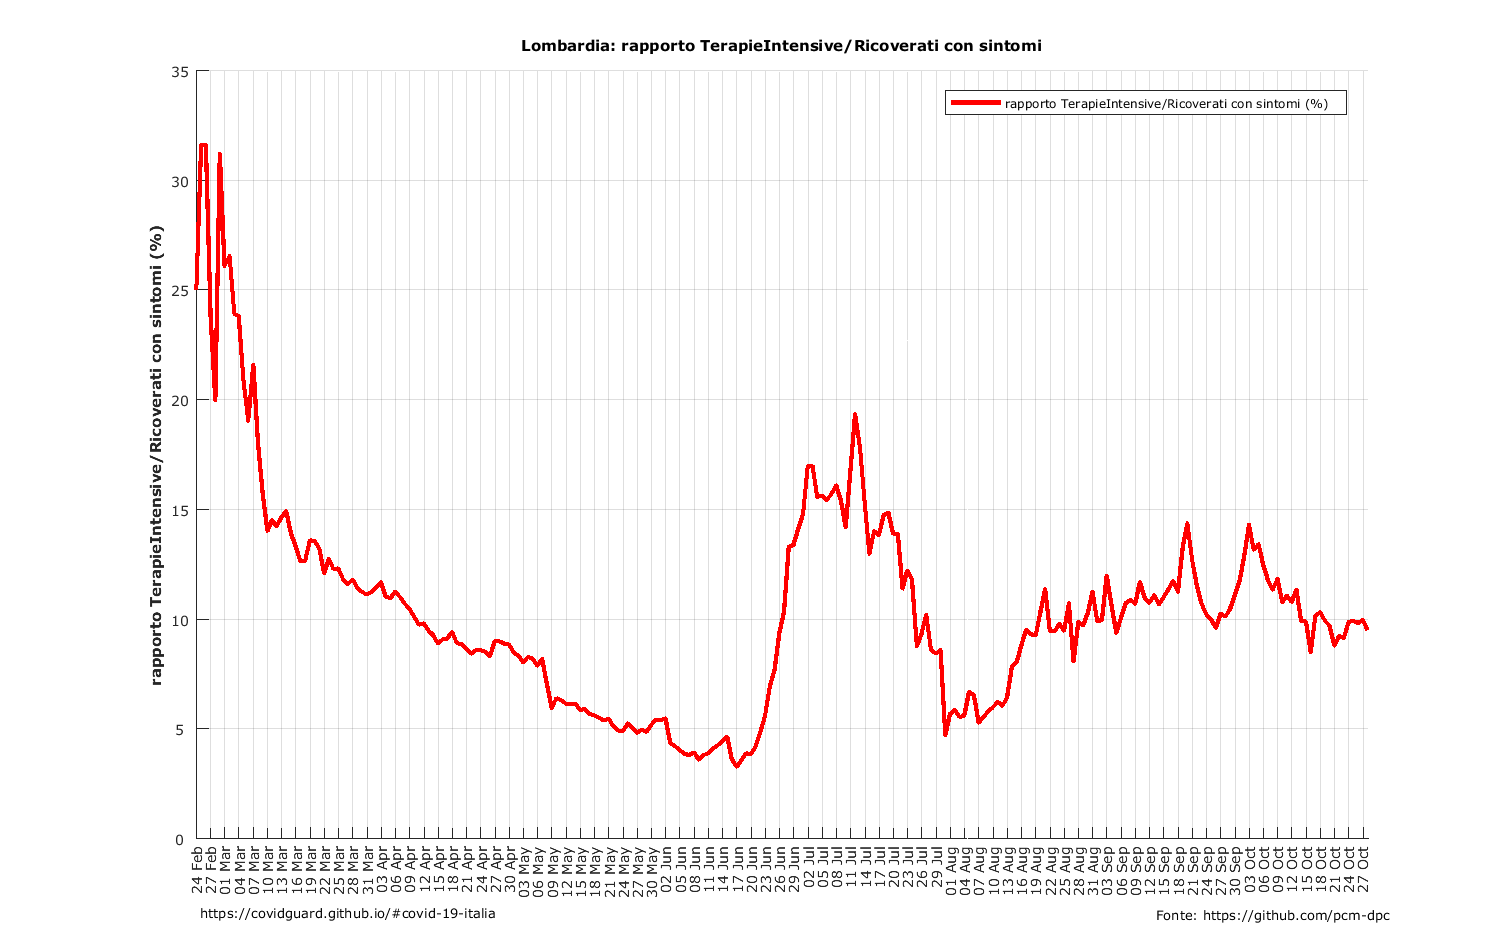 Lombardia: rapporto TerapieIntensive/Ricoverati con sintomi
rapporto TerapieIntensive/Ricoverati con sintomi (%)
rapporto TerapieIntensive/Ricoverati con sintomi (%)
35
30
25
20
15
10
5
0
24 Feb
27 Feb
01 Mar
04 Mar
07 Mar
10 Mar
13 Mar
16 Mar
19 Mar
22 Mar
25 Mar
28 Mar
31 Mar
03 Apr
06 Apr
09 Apr
12 Apr
15 Apr
18 Apr
21 Apr
24 Apr
27 Apr
30 Apr
03 May
06 May
09 May
12 May
15 May
18 May
21 May
24 May
27 May
30 May
02 Jun
05 Jun
08 Jun
11 Jun
14 Jun
17 Jun
20 Jun
23 Jun
26 Jun
29 Jun
02 Jul
05 Jul
08 Jul
11 Jul
14 Jul
17 Jul
20 Jul
23 Jul
26 Jul
29 Jul
01 Aug
04 Aug
07 Aug
10 Aug
13 Aug
16 Aug
19 Aug
22 Aug
25 Aug
28 Aug
31 Aug
03 Sep
06 Sep
09 Sep
12 Sep
15 Sep
18 Sep
21 Sep
24 Sep
27 Sep
30 Sep
03 Oct
06 Oct
09 Oct
12 Oct
15 Oct
18 Oct
21 Oct
24 Oct
27 Oct
https://covidguard.github.io/#covid-19-italia
Fonte: https://github.com/pcm-dpc